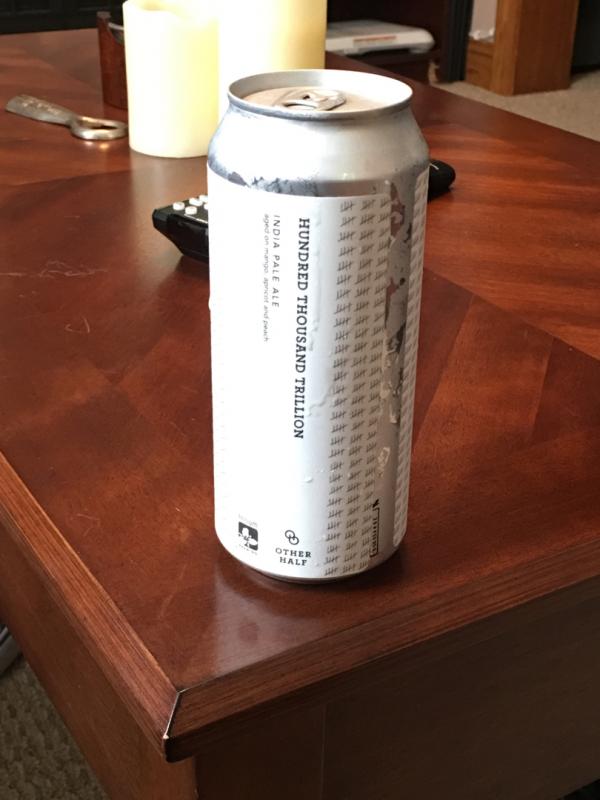 HUNDRED THOUSAND TRILLION
INDIA PALE ALE
aged on mango, apricot and peach
OTHER
HALF